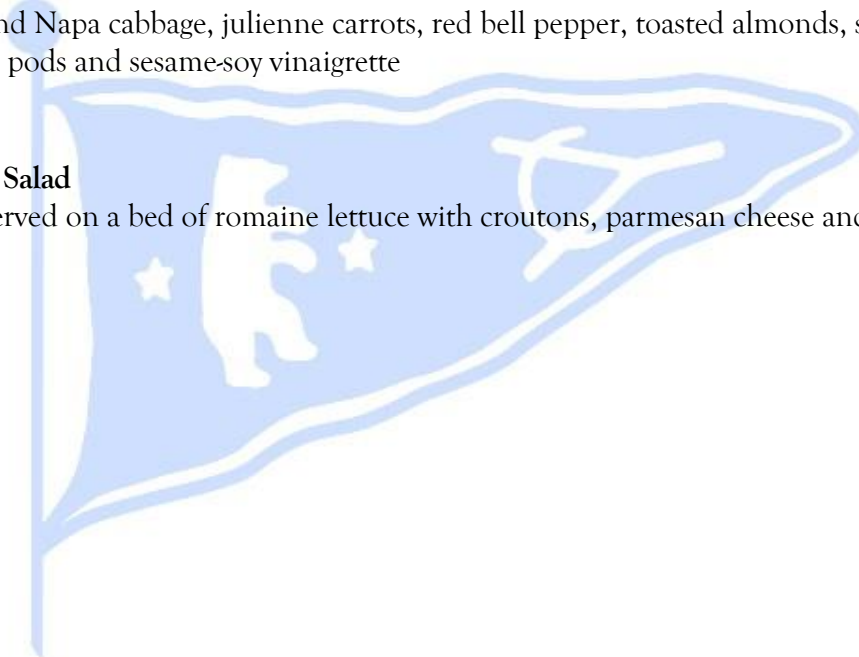 nd Napa cabbage, julienne carrots, red bell pepper, toasted almonds, s
pods and sesame-soy vinaigrette
Salad
erved on a bed of romaine lettuce with croutons, parmesan cheese and